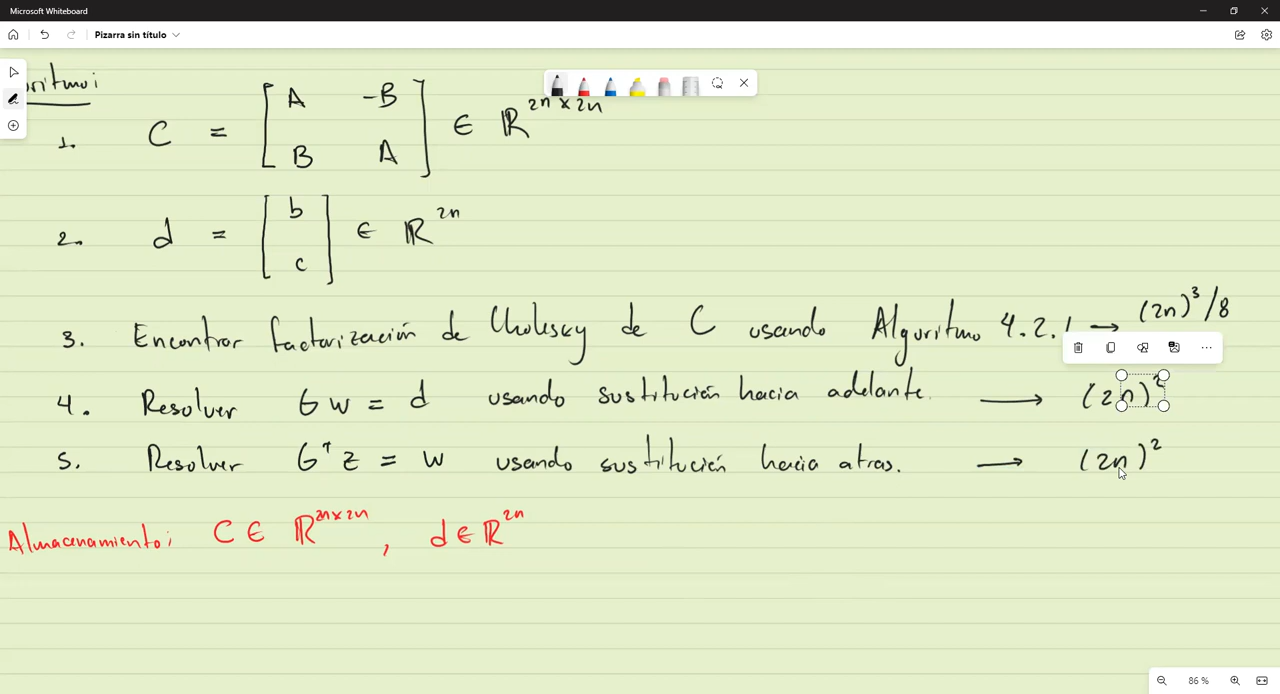 Microsoft Whiteboard
Pizarra sin título
oritmo:
1. C = [ A -B
B A ] ∈ ℝ^{2n×2n}
2. d = [ b
c ] ∈ ℝ^{2n}
3. Encontrar factorización de Cholesky de C usando Algoritmo 4.2.1 → (2n)^3/8
4. Resolver Gw = d usando sustitución hacia adelante. → (2n)^2
5. Resolver G^T z = w usando sustitución hacia atras. → (2n)^2
Almacenamiento: C ∈ ℝ^{2n×2n}, d ∈ ℝ^{2n}
86 %